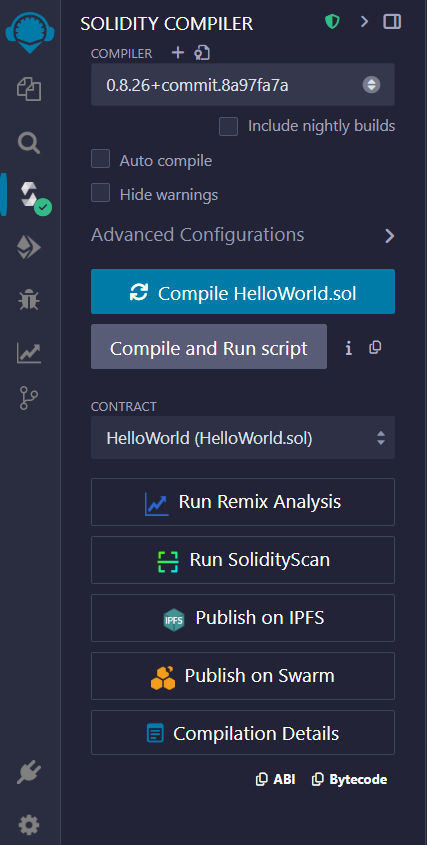 SOLIDITY COMPILER
COMPILER
0.8.26+commit.8a97fa7a
Include nightly builds
Auto compile
Hide warnings
Advanced Configurations
Compile HelloWorld.sol
Compile and Run script
CONTRACT
HelloWorld (HelloWorld.sol)
Run Remix Analysis
Run SolidityScan
IPFS Publish on IPFS
Publish on Swarm
Compilation Details
ABI Bytecode